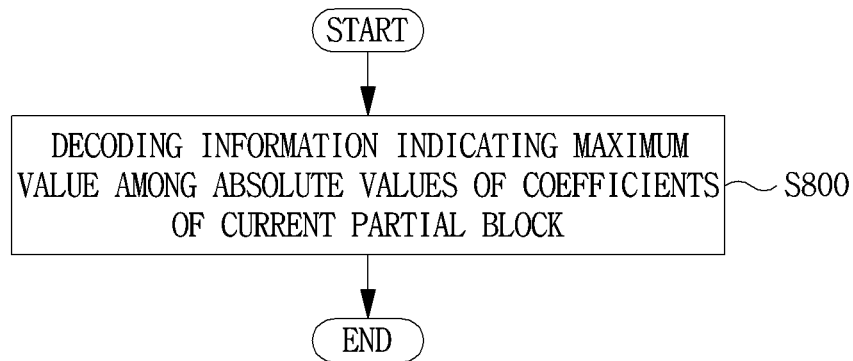 START
DECODING INFORMATION INDICATING MAXIMUM
VALUE AMONG ABSOLUTE VALUES OF COEFFICIENTS
OF CURRENT PARTIAL BLOCK
S800
END